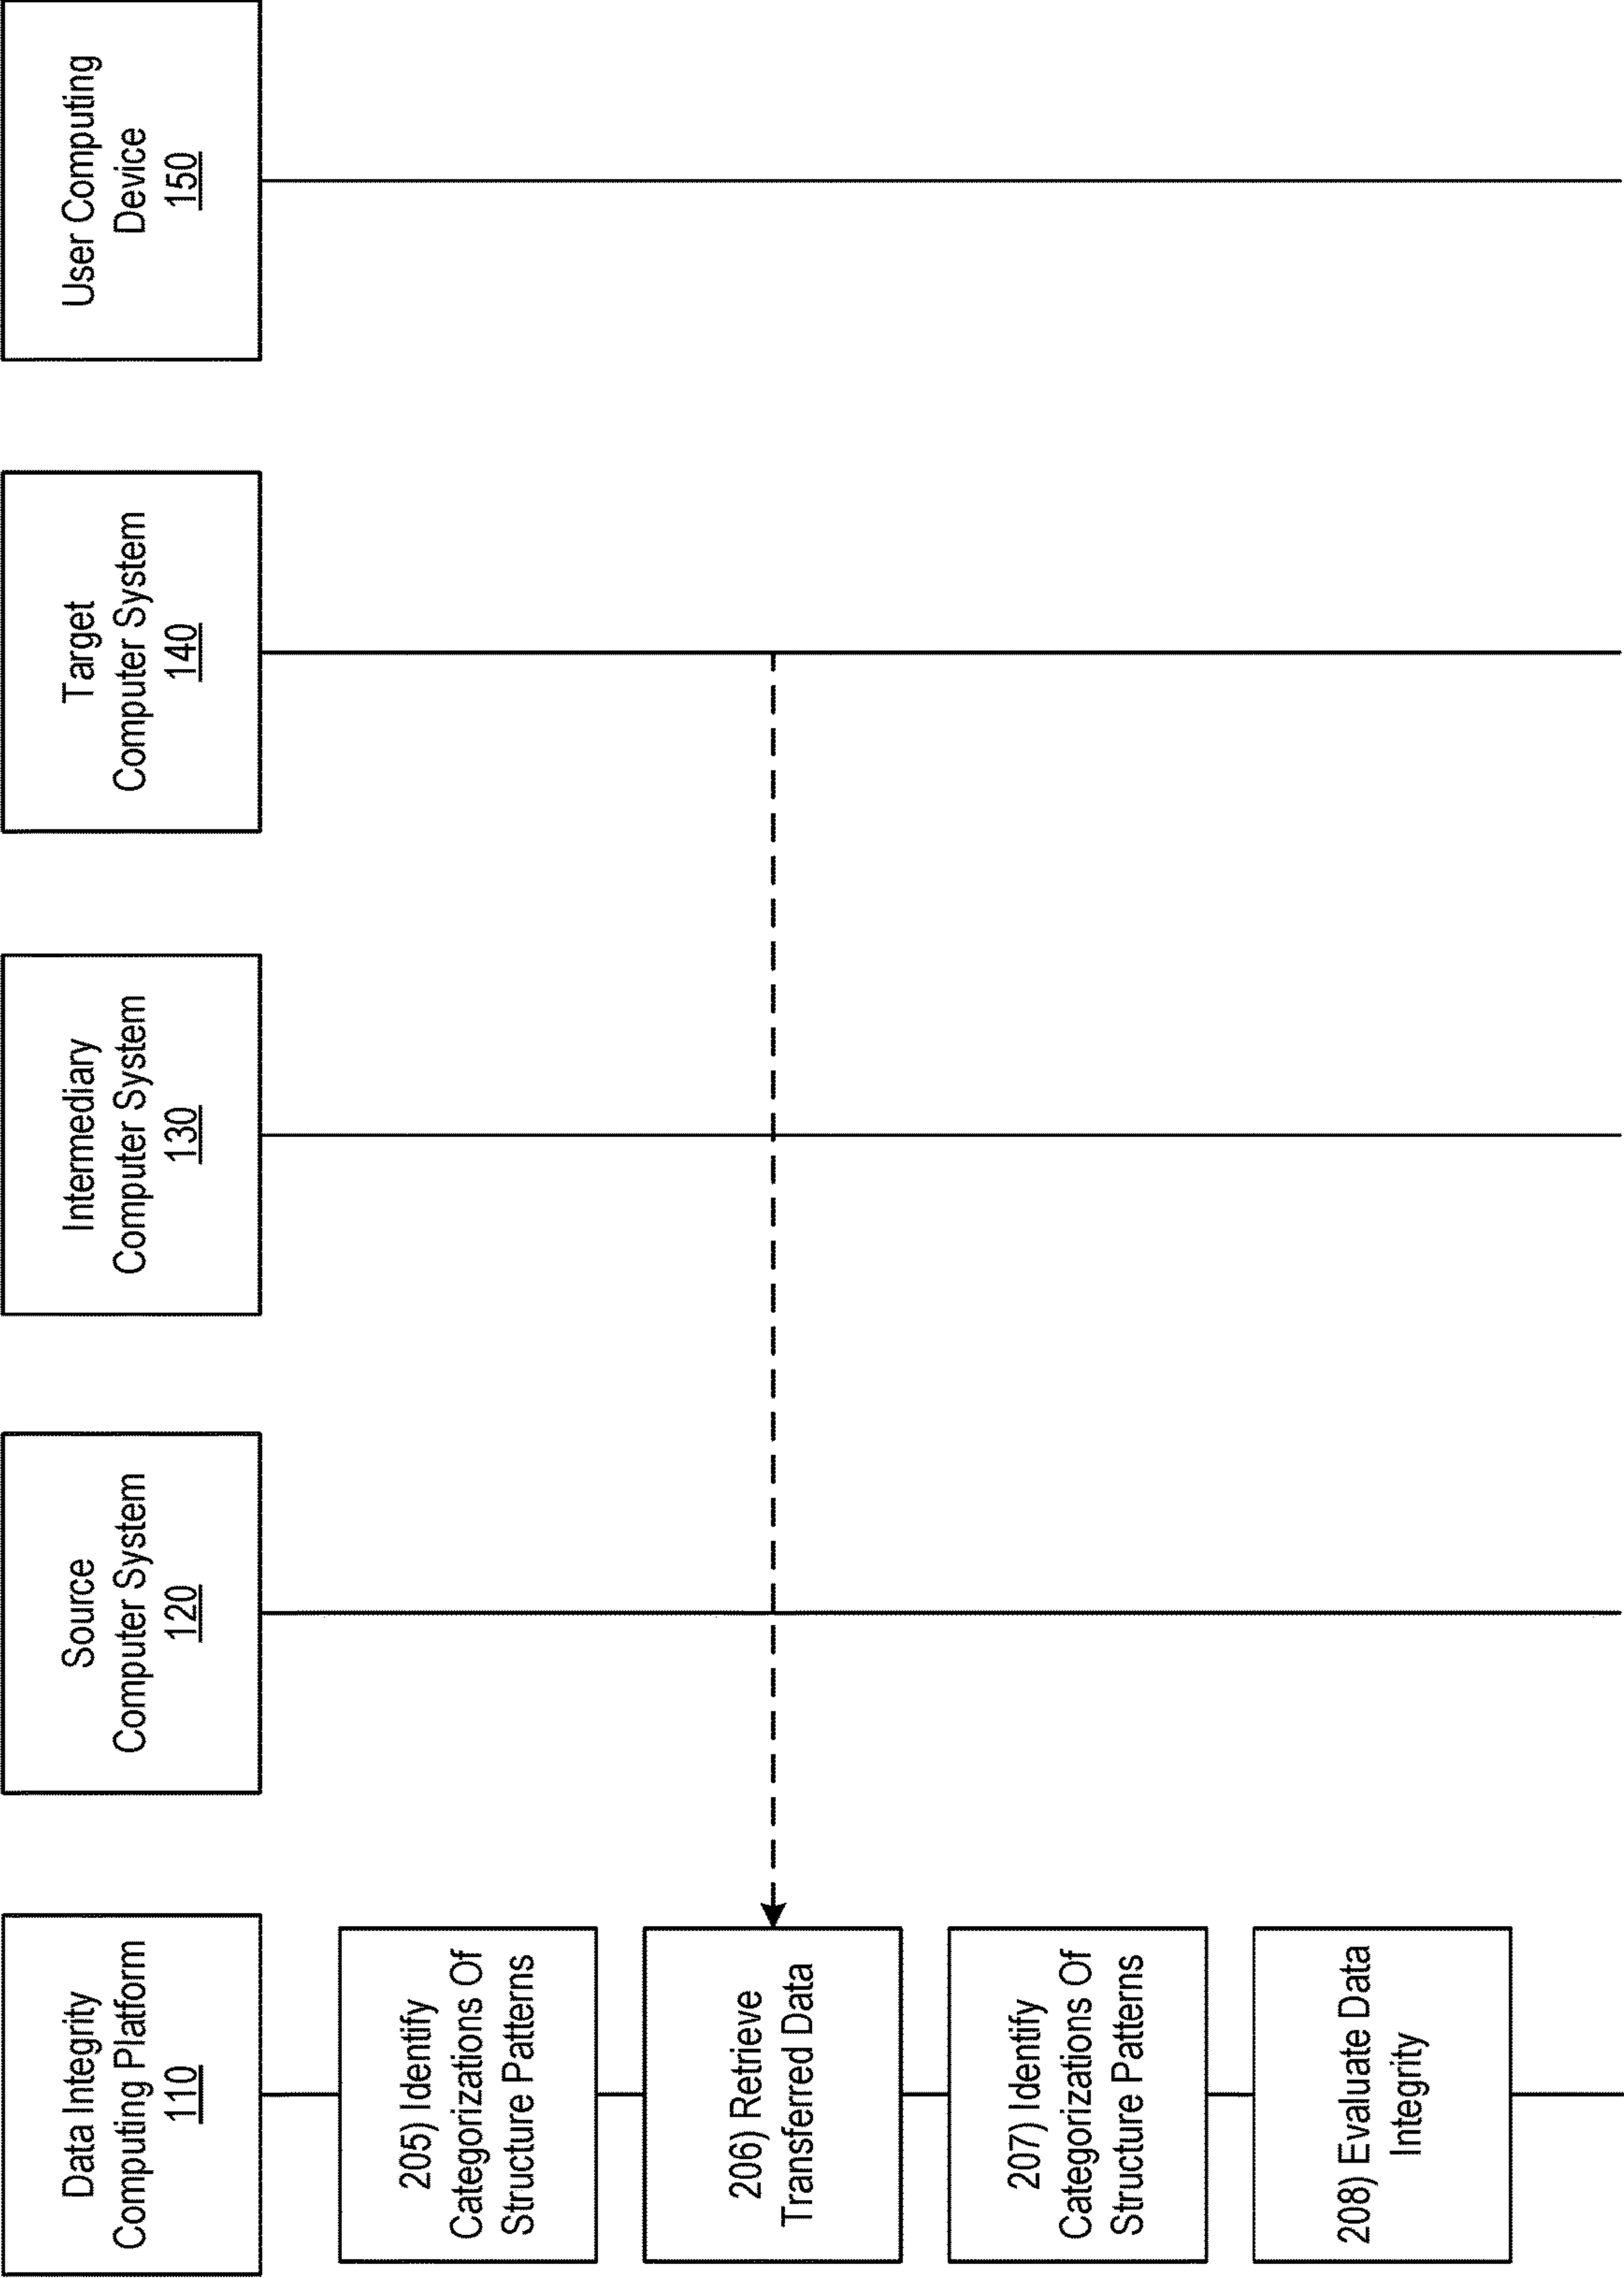 Data Integrity
Computing Platform
110
Source
Computer System
120
Intermediary
Computer System
130
Target
Computer System
140
User Computing
Device
150
205) Identify
Categorizations Of
Structure Patterns
206) Retrieve
Transferred Data
207) Identify
Categorizations Of
Structure Patterns
208) Evaluate Data
Integrity